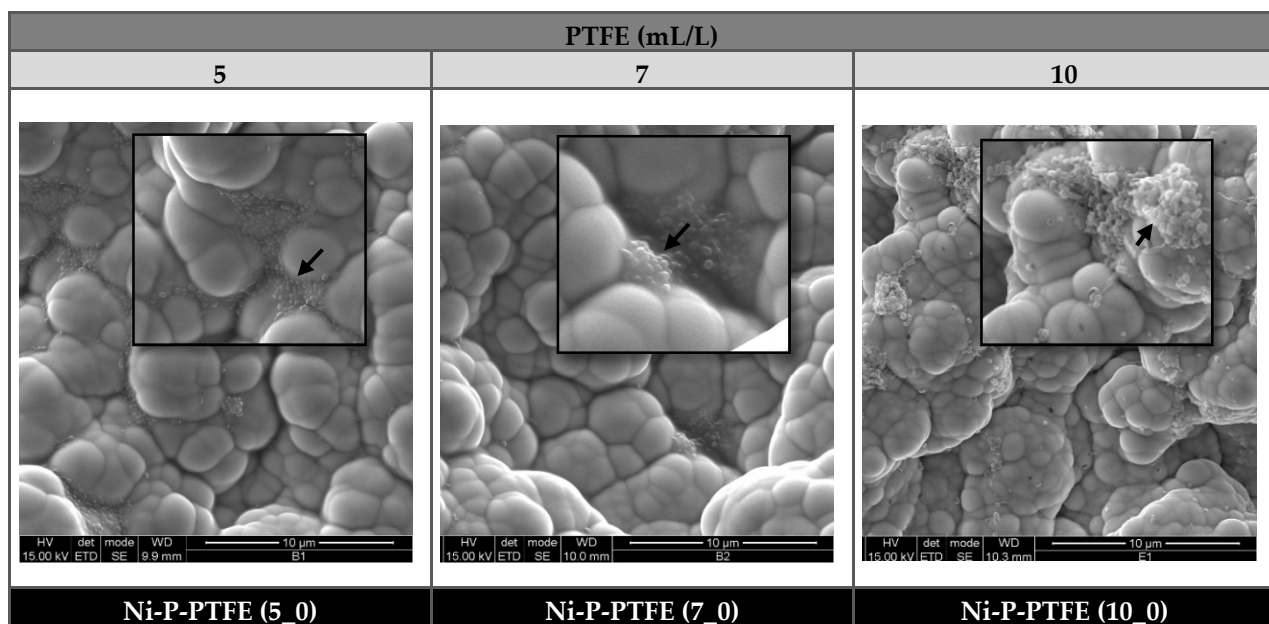 PTFE (mL/L)
5 7 10
HV det mode WD 10 µm
15.00 kV ETD SE 9.9 mm B1
HV det mode WD 10 µm
15.00 kV ETD SE 10.0 mm B2
HV det mode WD 10 µm
15.00 kV ETD SE 10.3 mm E1
Ni-P-PTFE (5_0) Ni-P-PTFE (7_0) Ni-P-PTFE (10_0)